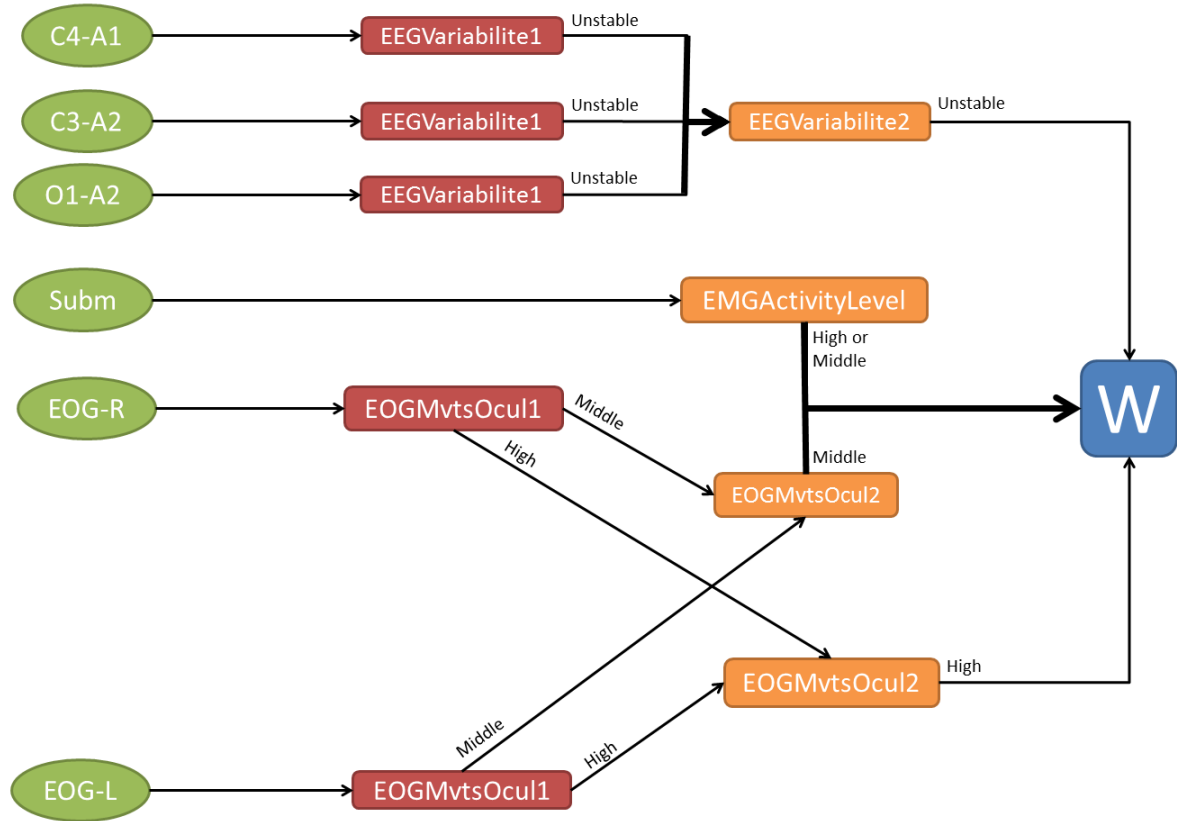 C4-A1
EEGVariabilite1
Unstable
C3-A2
EEGVariabilite1
Unstable
EEGVariabilite2
Unstable
O1-A2
EEGVariabilite1
Unstable
Subm
EMGActivityLevel
High or
Middle
EOG-R
EOGMvtsOcul1
Middle
High
W
Middle
EOGMvtsOcul2
EOGMvtsOcul2
High
Middle
High
EOG-L
EOGMvtsOcul1